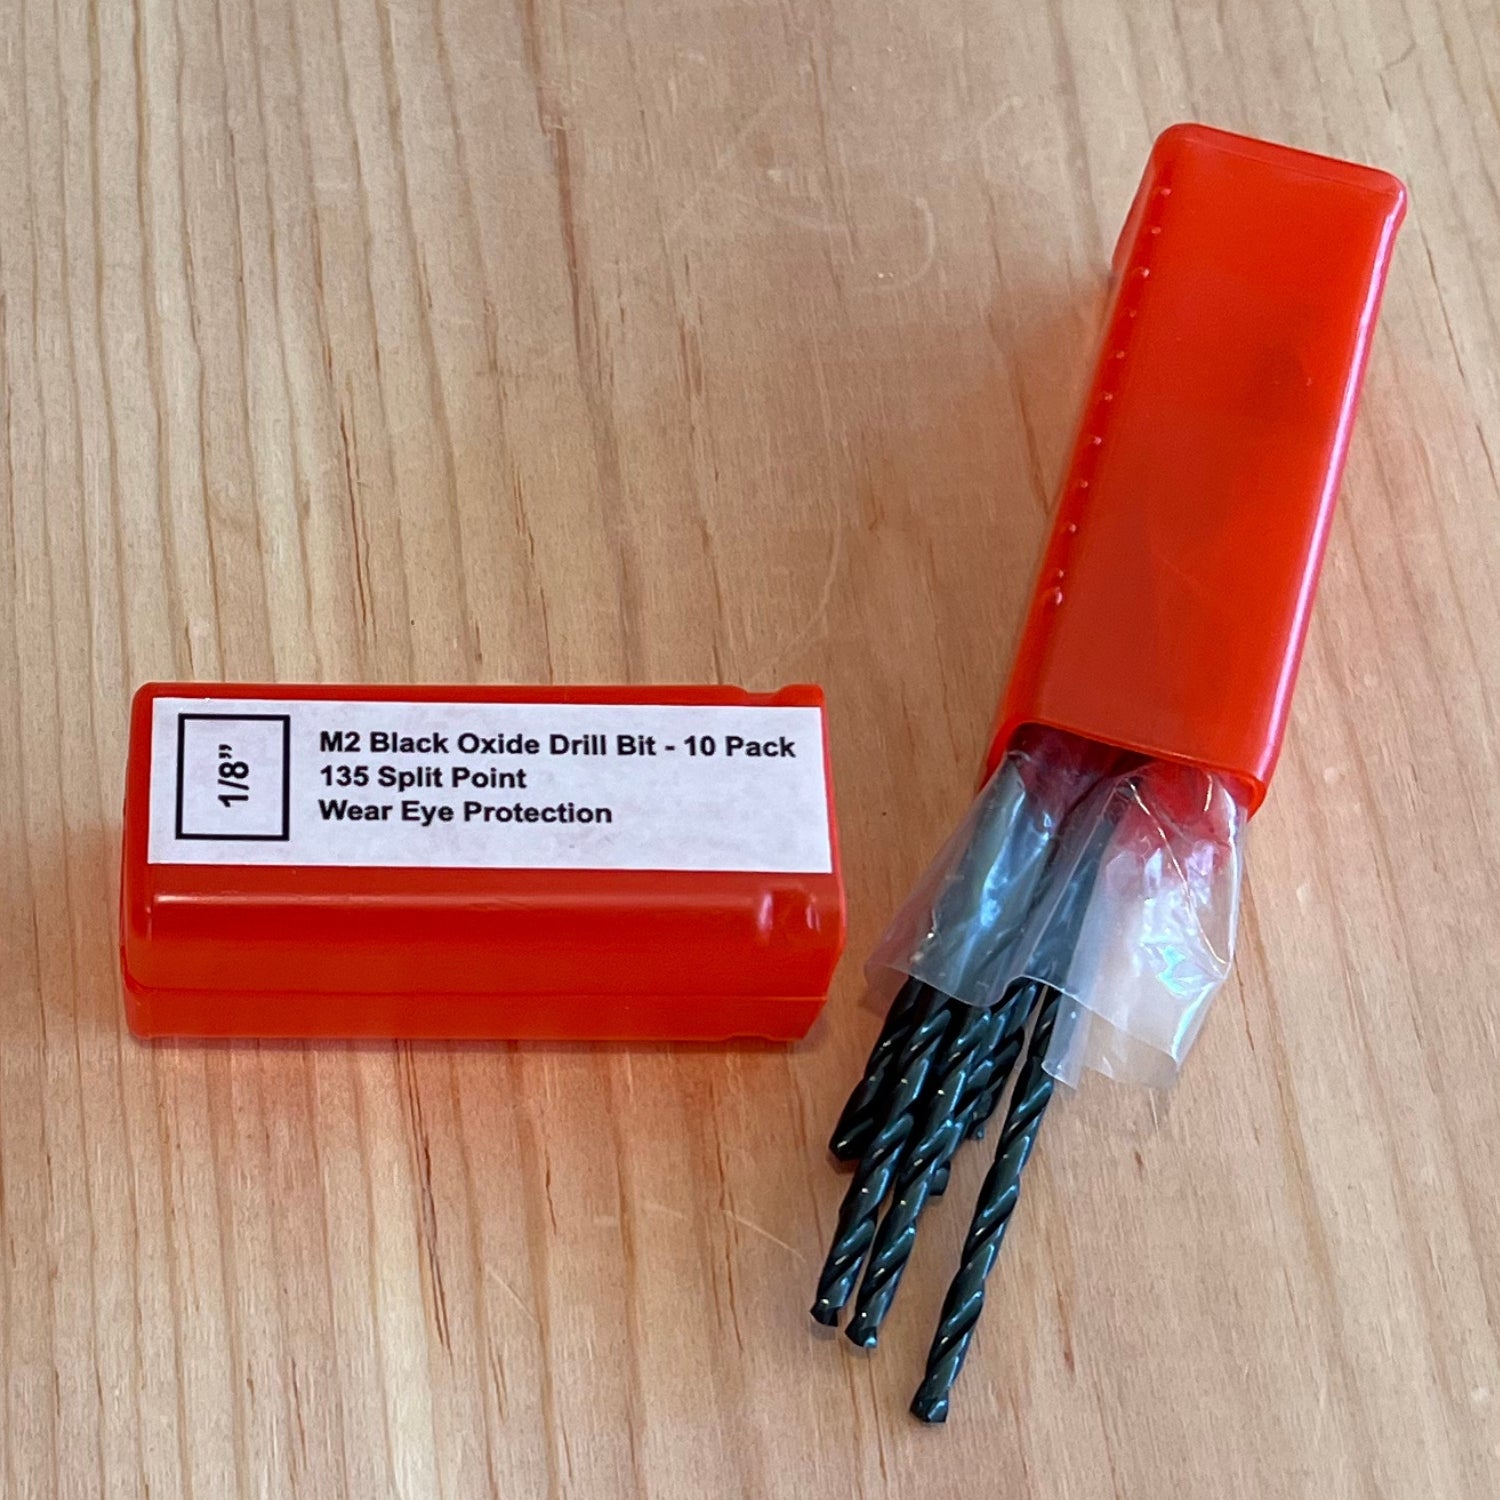 1/8”
M2 Black Oxide Drill Bit - 10 Pack
135 Split Point
Wear Eye Protection